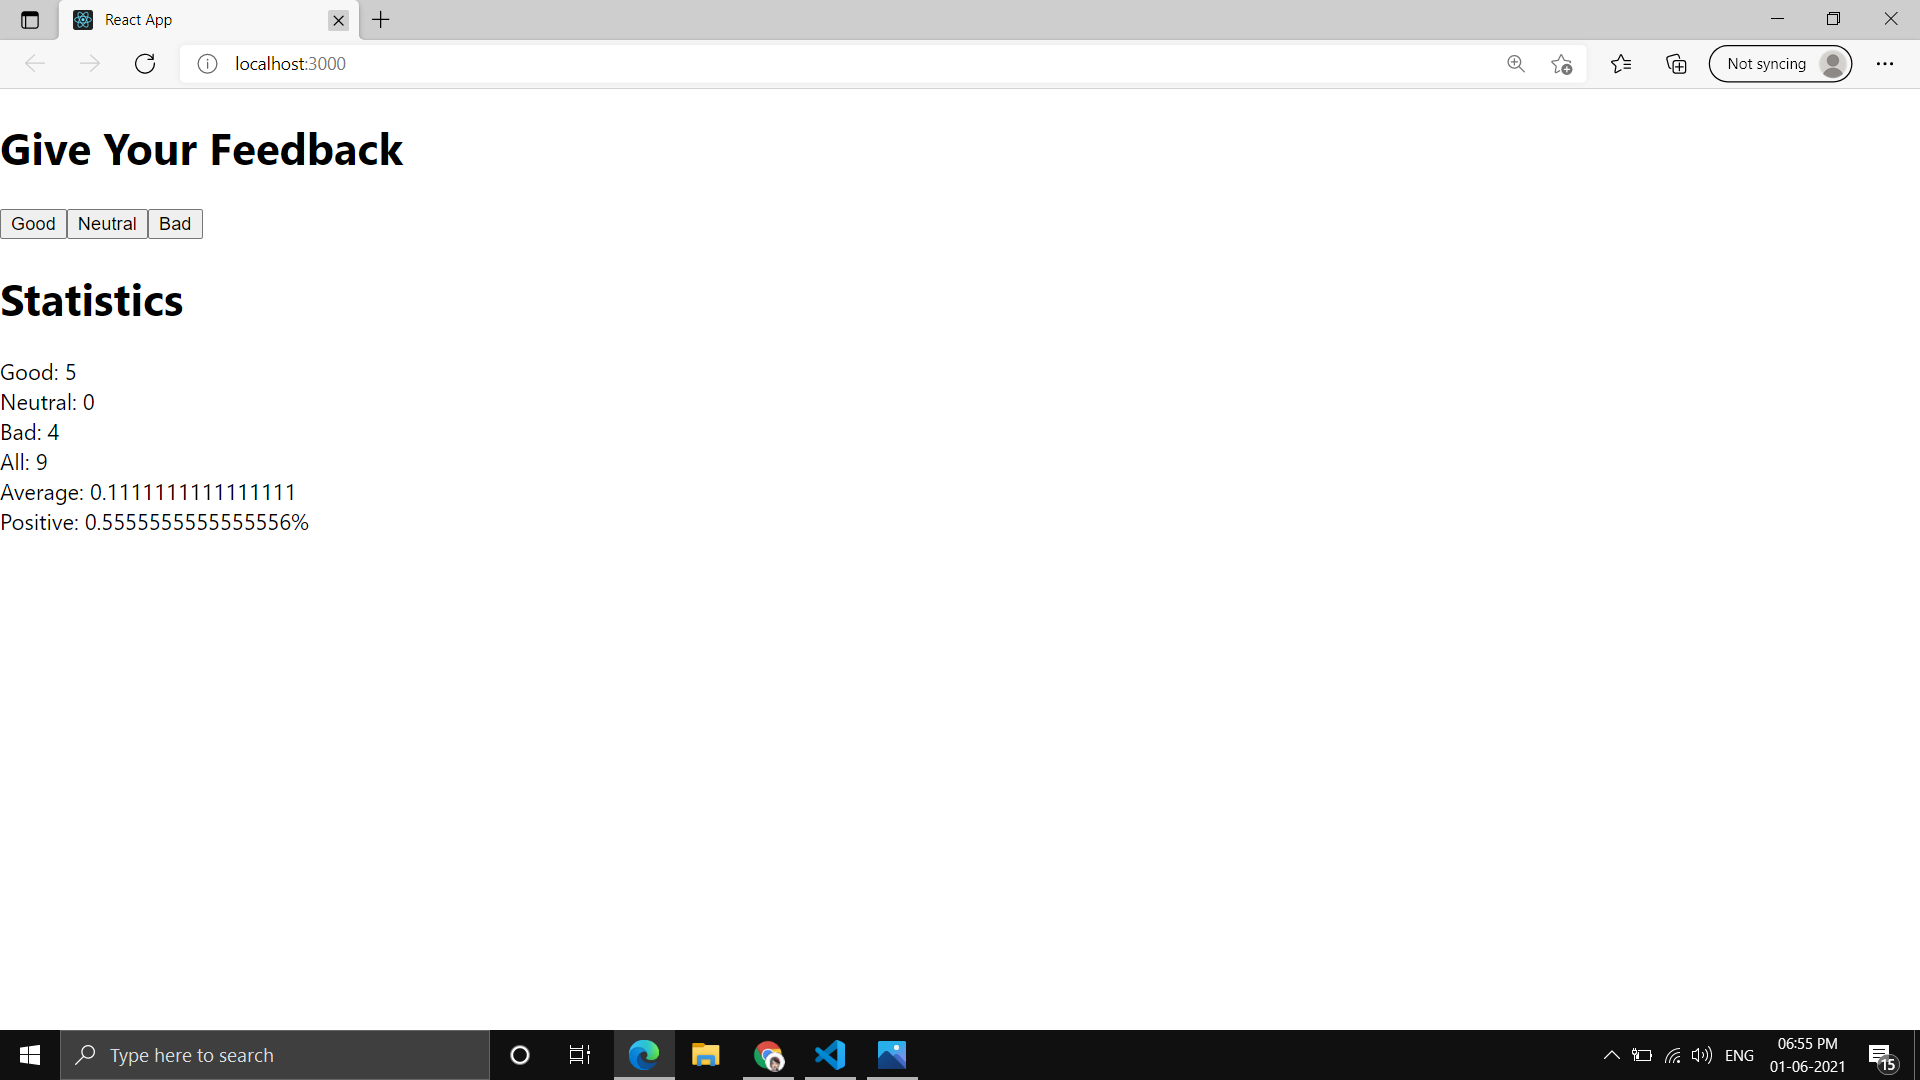 React App
localhost:3000
Not syncing
Give Your Feedback
Good Neutral Bad
Statistics
Good: 5
Neutral: 0
Bad: 4
All: 9
Average: 0.1111111111111111
Positive: 0.5555555555555556%
Type here to search
ENG
06:55 PM
01-06-2021
15